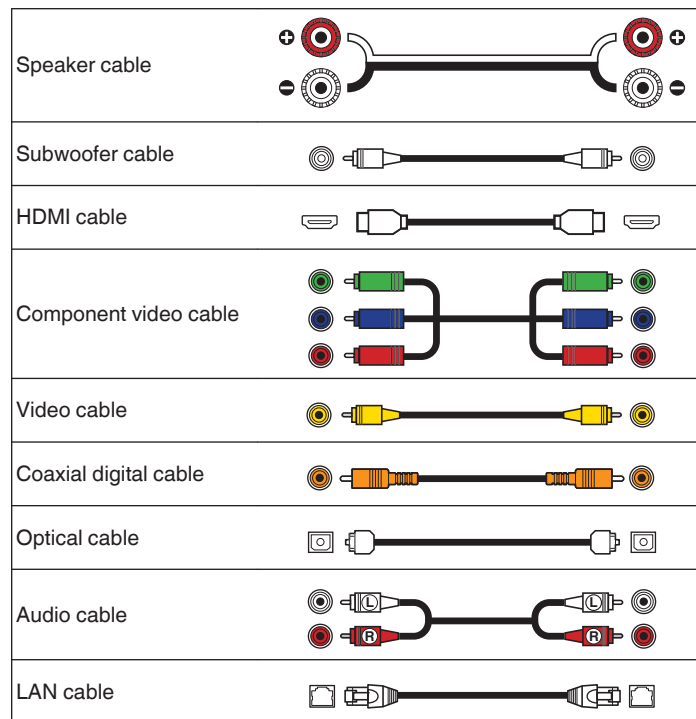 Speaker cable
Subwoofer cable
HDMI cable
Component video cable
Video cable
Coaxial digital cable
Optical cable
Audio cable
L L
R R
LAN cable